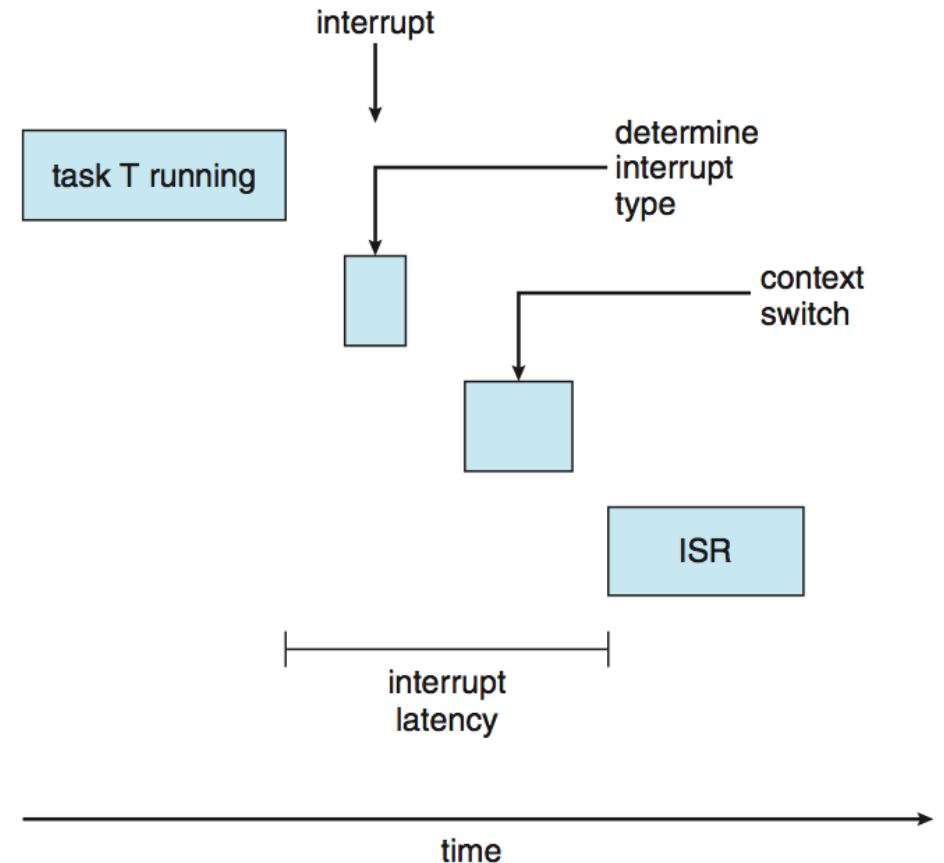 interrupt
task T running
determine
interrupt
type
context
switch
ISR
interrupt
latency
time